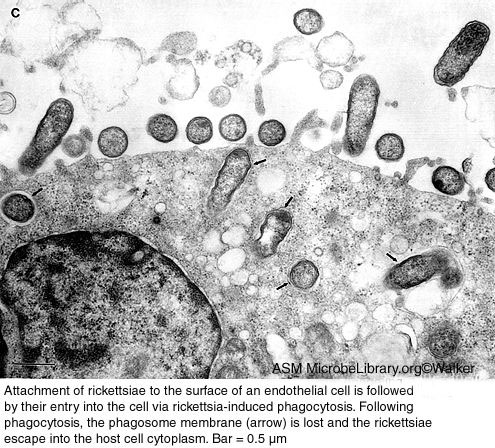 C
ASM MicrobeLibrary.org©Walker
Attachment of rickettsiae to the surface of an endothelial cell is followed
by their entry into the cell via rickettsia-induced phagocytosis. Following
phagocytosis, the phagosome membrane (arrow) is lost and the rickettsiae
escape into the host cell cytoplasm. Bar = 0.5 µm